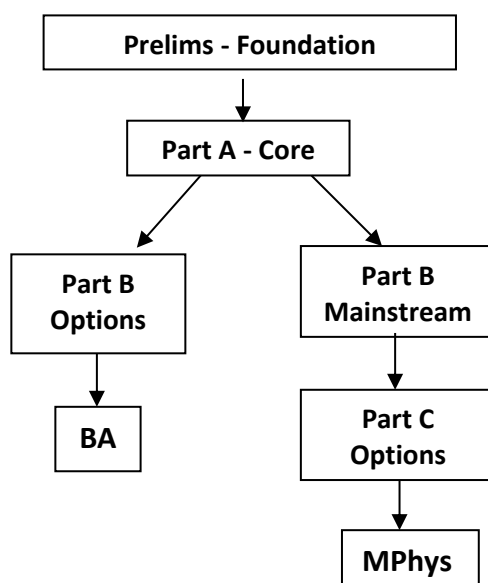 Prelims - Foundation
Part A - Core
Part B
Options
Part B
Mainstream
BA
Part C
Options
MPhys